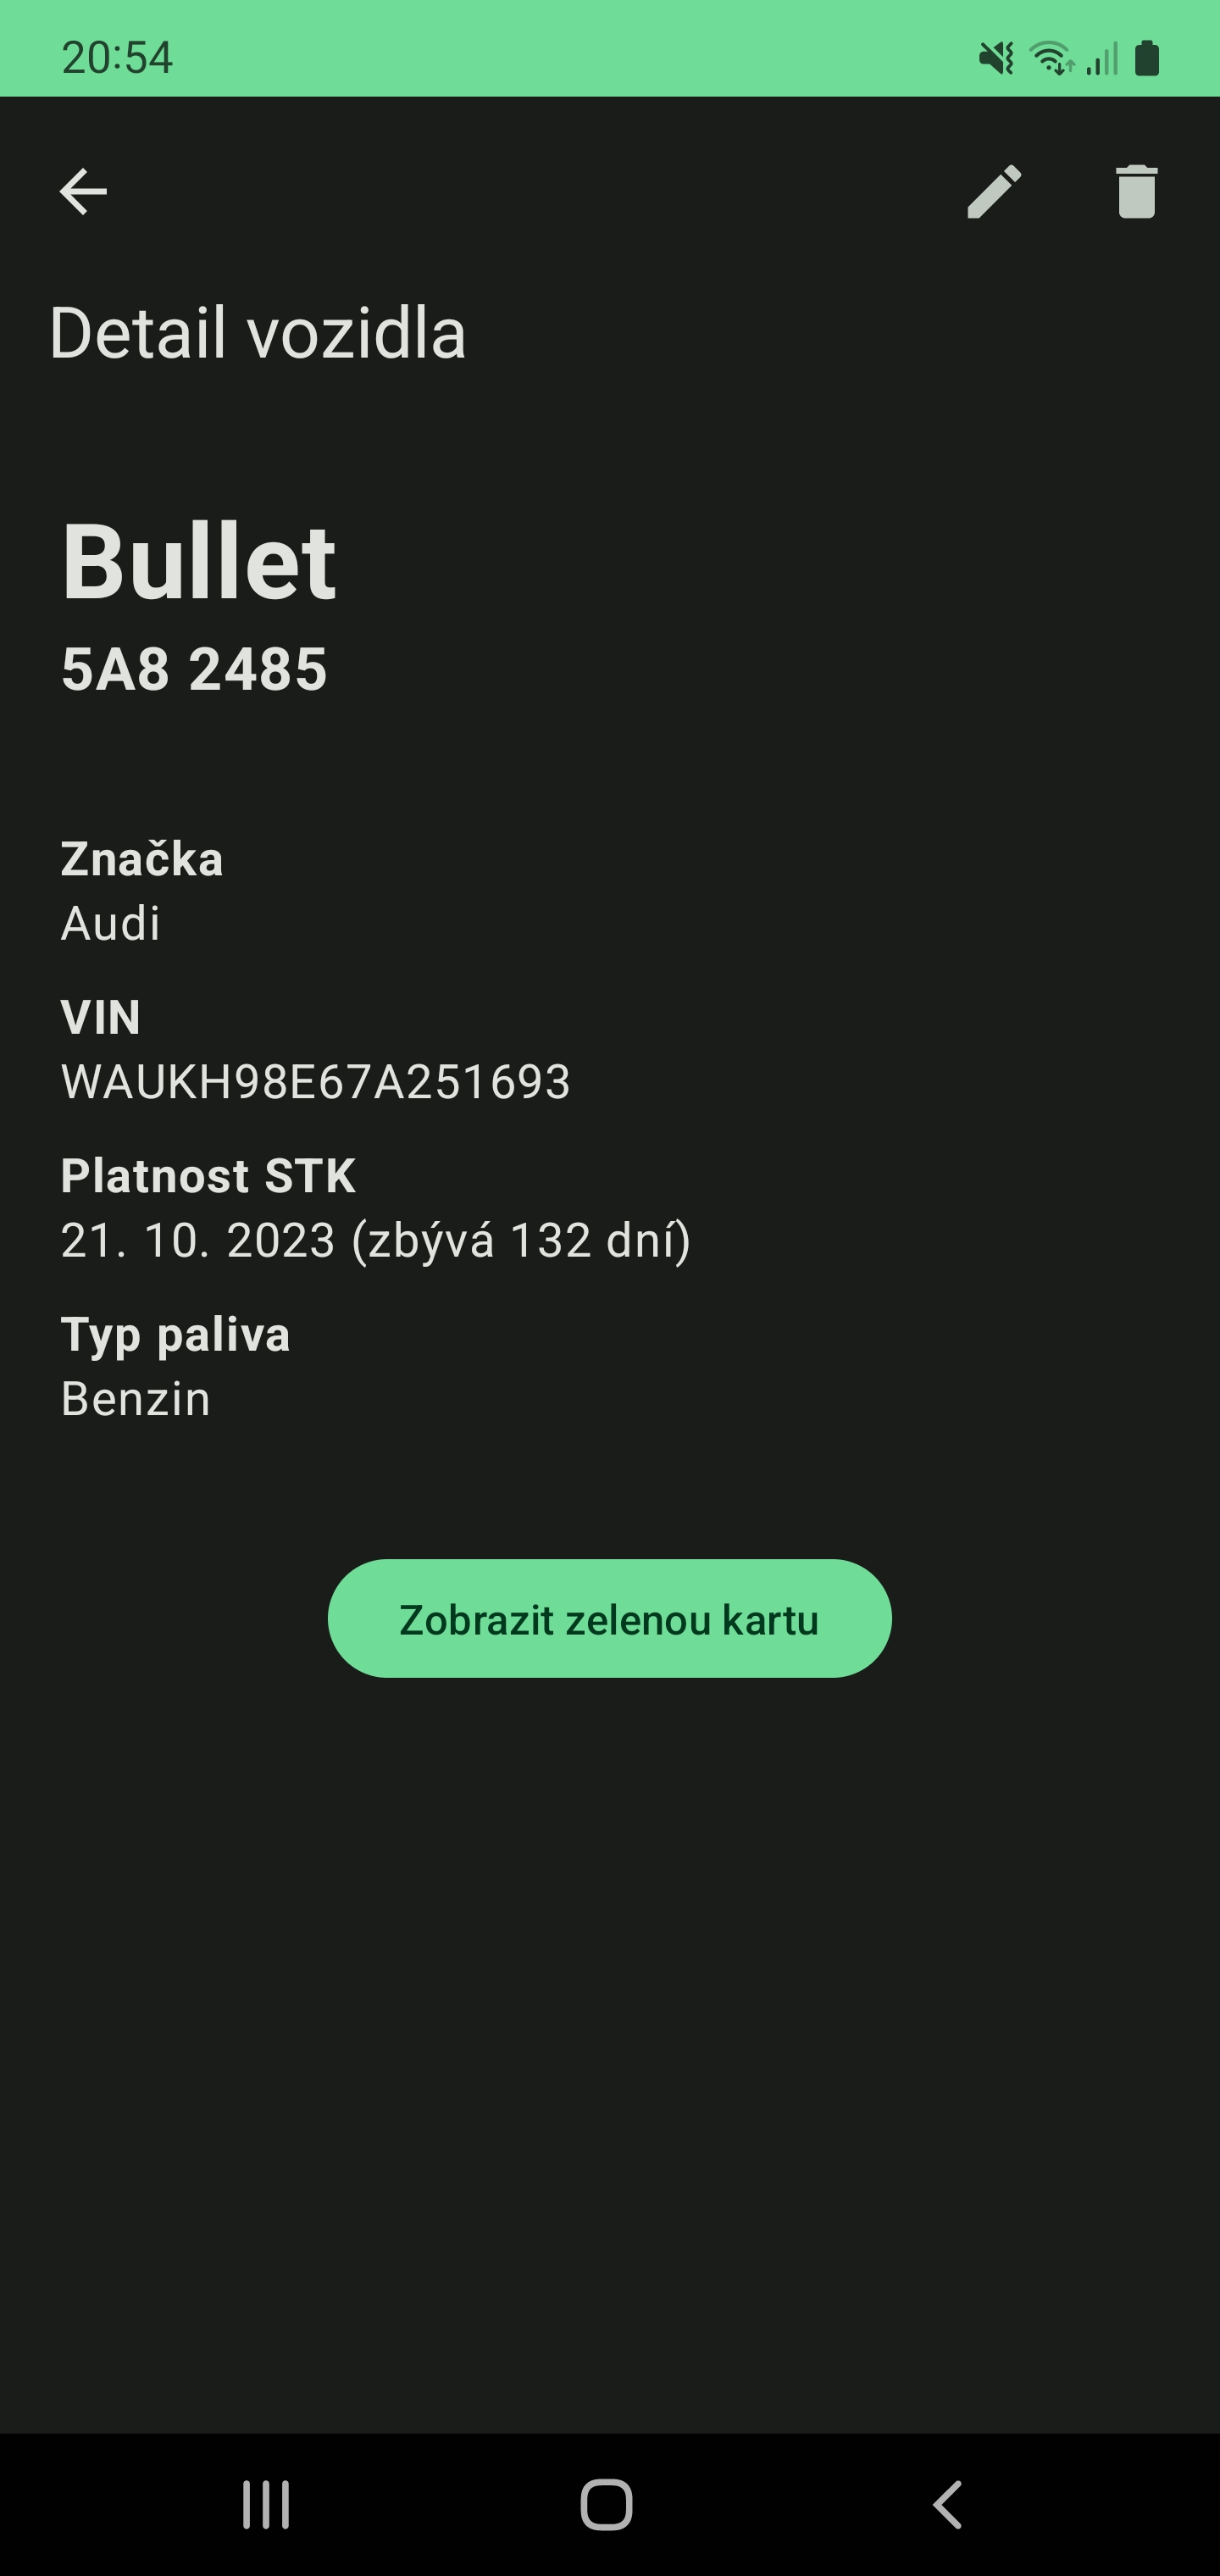 20:54
Detail vozidla
Bullet
5A8 2485
Značka
Audi
VIN
WAUKH98E67A251693
Platnost STK
21. 10. 2023 (zbývá 132 dní)
Typ paliva
Benzin
Zobrazit zelenou kartu